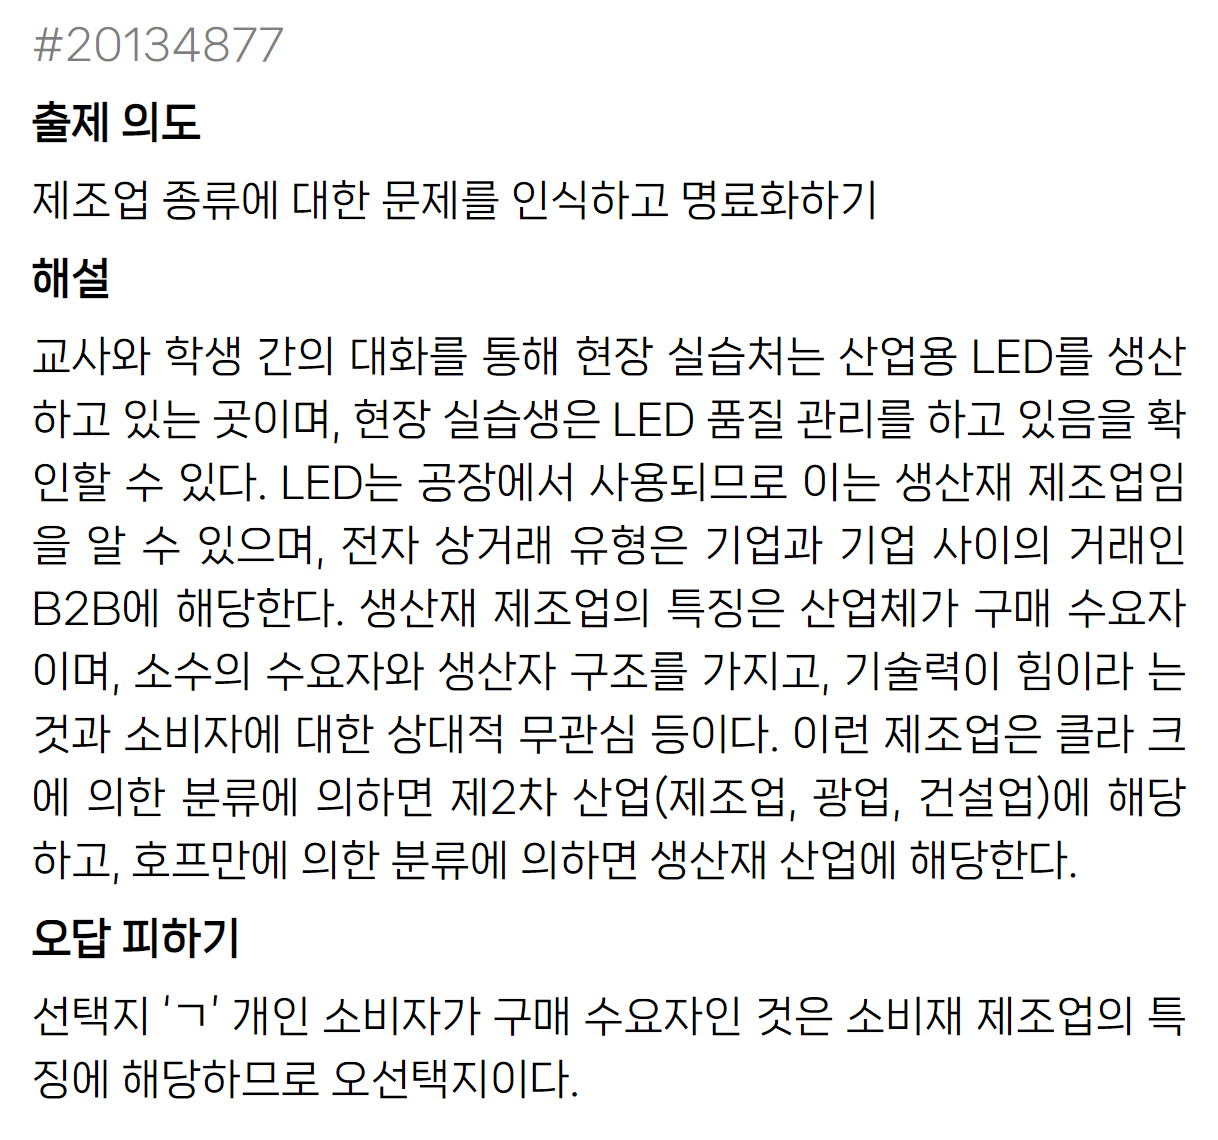 #20134877
출제 의도
제조업 종류에 대한 문제를 인식하고 명료화하기
해설
교사와 학생 간의 대화를 통해 현장 실습처는 산업용 LED를 생산
하고 있는 곳이며, 현장 실습생은 LED 품질 관리를 하고 있음을 확
인할 수 있다. LED는 공장에서 사용되므로 이는 생산재 제조업임
을 알 수 있으며, 전자 상거래 유형은 기업과 기업 사이의 거래인
B2B에 해당한다. 생산재 제조업의 특징은 산업체가 구매 수요자
이며, 소수의 수요자와 생산자 구조를 가지고, 기술력이 힘이라 는
것과 소비자에 대한 상대적 무관심 등이다. 이런 제조업은 클라 크
에 의한 분류에 의하면 제2차 산업(제조업, 광업, 건설업)에 해당
하고, 호프만에 의한 분류에 의하면 생산재 산업에 해당한다.
오답 피하기
선택지 ‘ㄱ’ 개인 소비자가 구매 수요자인 것은 소비재 제조업의 특
징에 해당하므로 오선택지이다.